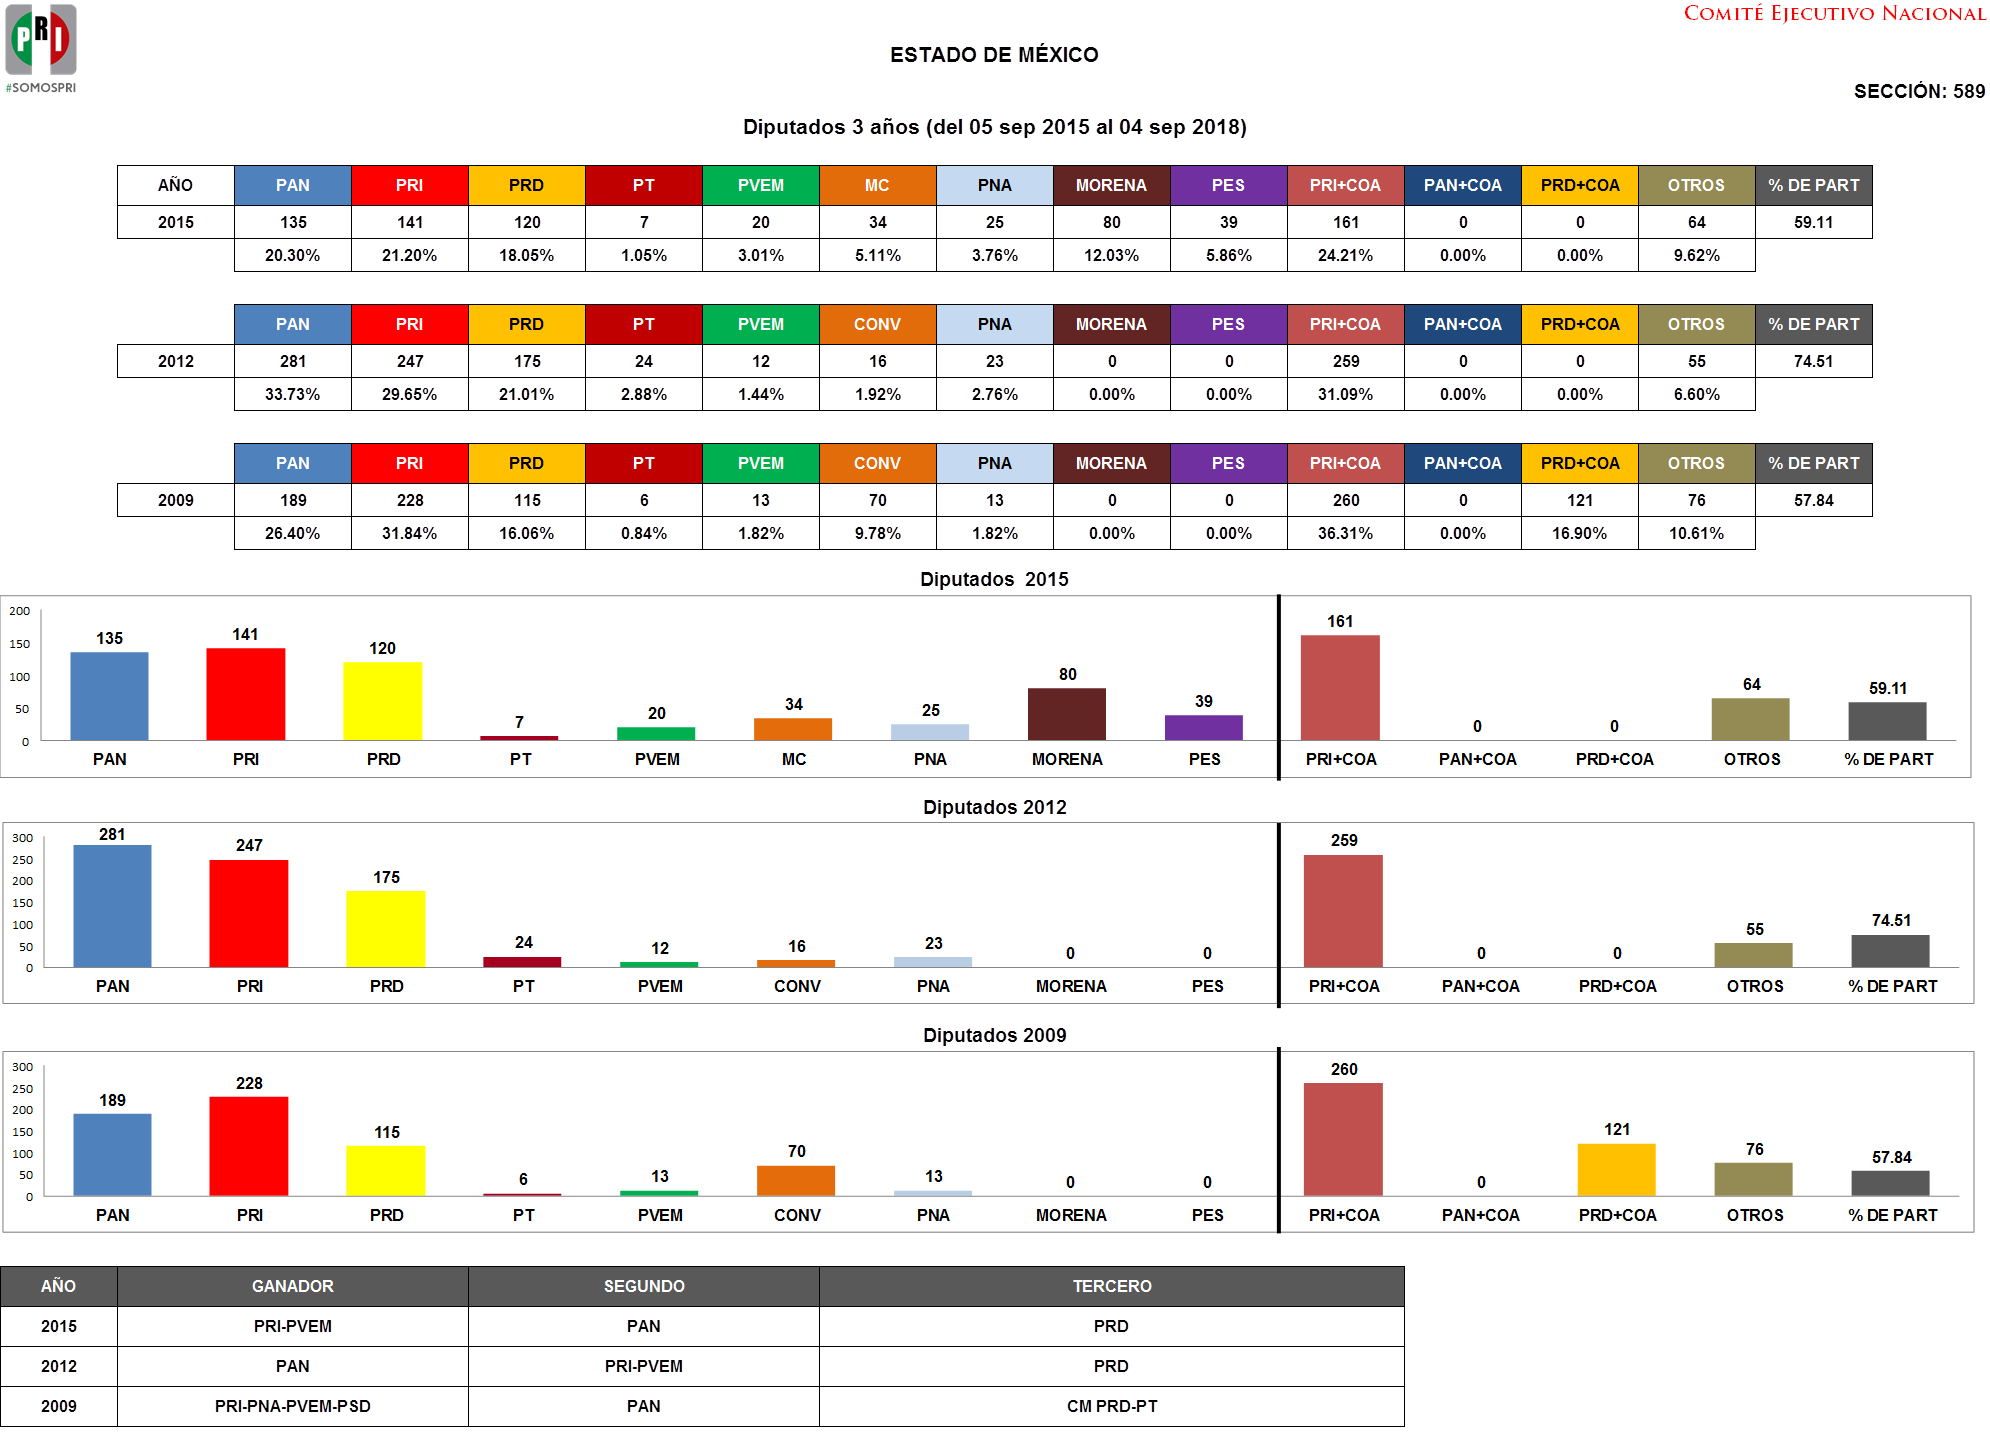 PRI
#SOMOSPRI
COMITÉ EJECUTIVO NACIONAL
ESTADO DE MÉXICO
SECCIÓN: 589
Diputados 3 años (del 05 sep 2015 al 04 sep 2018)
AÑO PAN PRI PRD PT PVEM MC PNA MORENA PES PRI+COA PAN+COA PRD+COA OTROS % DE PART
2015 135 141 120 7 20 34 25 80 39 161 0 0 64 59.11
20.30% 21.20% 18.05% 1.05% 3.01% 5.11% 3.76% 12.03% 5.86% 24.21% 0.00% 0.00% 9.62%
PAN PRI PRD PT PVEM CONV PNA MORENA PES PRI+COA PAN+COA PRD+COA OTROS % DE PART
2012 281 247 175 24 12 16 23 0 0 259 0 0 55 74.51
33.73% 29.65% 21.01% 2.88% 1.44% 1.92% 2.76% 0.00% 0.00% 31.09% 0.00% 0.00% 6.60%
PAN PRI PRD PT PVEM CONV PNA MORENA PES PRI+COA PAN+COA PRD+COA OTROS % DE PART
2009 189 228 115 6 13 70 13 0 0 260 0 121 76 57.84
26.40% 31.84% 16.06% 0.84% 1.82% 9.78% 1.82% 0.00% 0.00% 36.31% 0.00% 16.90% 10.61%
Diputados 2015
200
150
100
50
0
135 141 120 7 20 34 25 80 39 161 0 0 64 59.11
PAN PRI PRD PT PVEM MC PNA MORENA PES PRI+COA PAN+COA PRD+COA OTROS % DE PART
Diputados 2012
300
250
200
150
100
50
0
281 247 175 24 12 16 23 0 0 259 0 0 55 74.51
PAN PRI PRD PT PVEM CONV PNA MORENA PES PRI+COA PAN+COA PRD+COA OTROS % DE PART
Diputados 2009
300
250
200
150
100
50
0
189 228 115 6 13 70 13 0 0 260 0 121 76 57.84
PAN PRI PRD PT PVEM CONV PNA MORENA PES PRI+COA PAN+COA PRD+COA OTROS % DE PART
AÑO GANADOR SEGUNDO TERCERO
2015 PRI-PVEM PAN PRD
2012 PAN PRI-PVEM PRD
2009 PRI-PNA-PVEM-PSD PAN CM PRD-PT